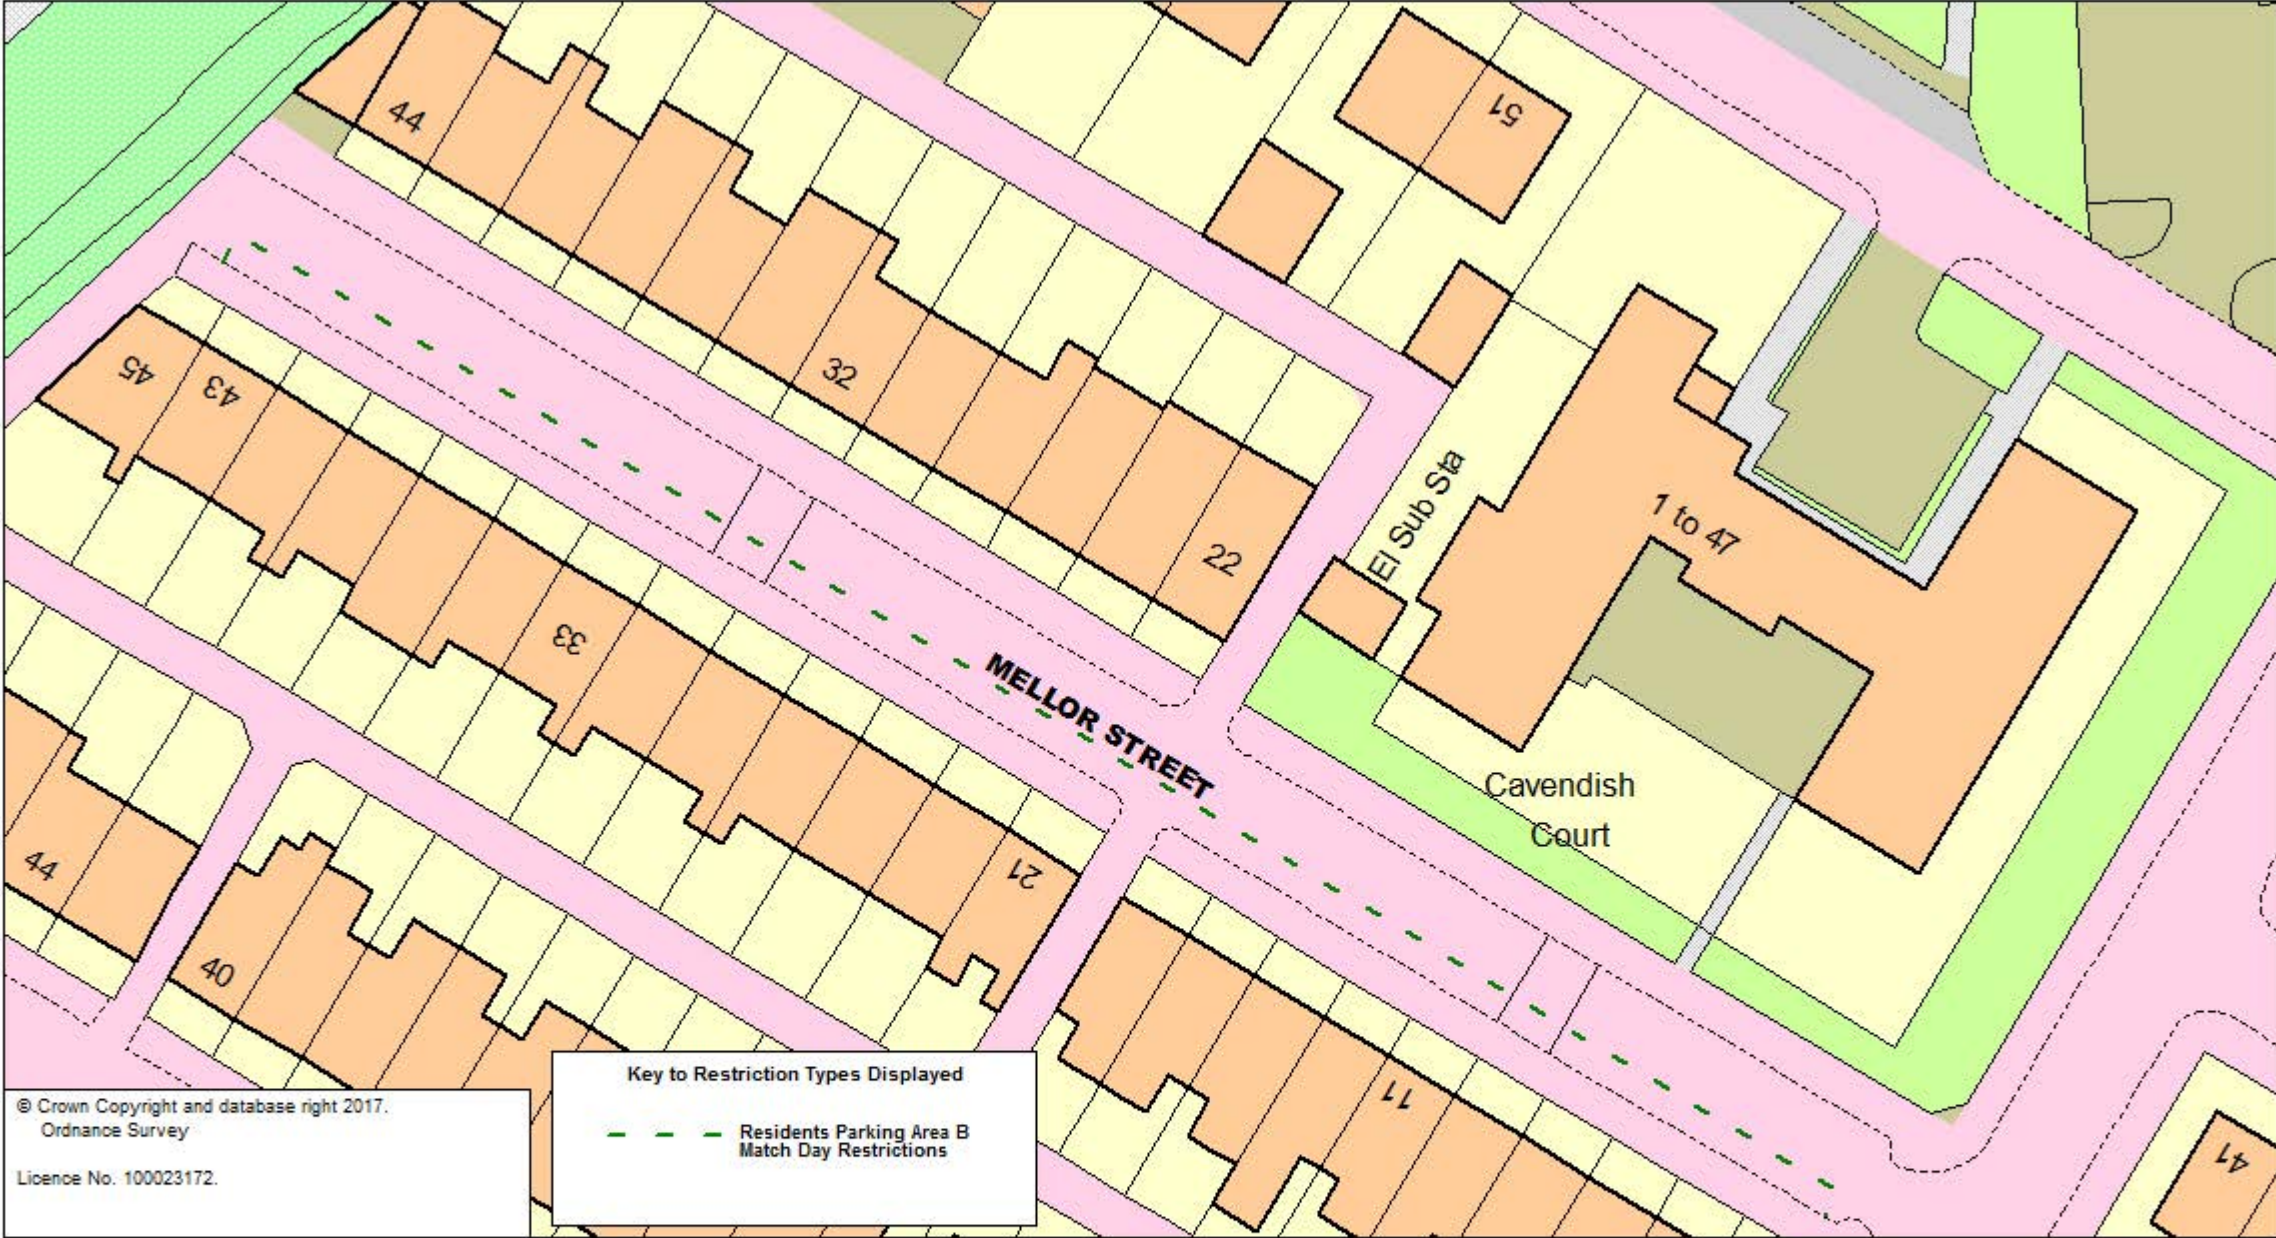 44
51
45
43
32
El Sub Sta
1 to 47
22
33
MELLOR STREET
Cavendish
Court
21
44
40
11
41
Key to Restriction Types Displayed
Residents Parking Area B
Match Day Restrictions
© Crown Copyright and database right 2017.
Ordnance Survey
Licence No. 100023172.